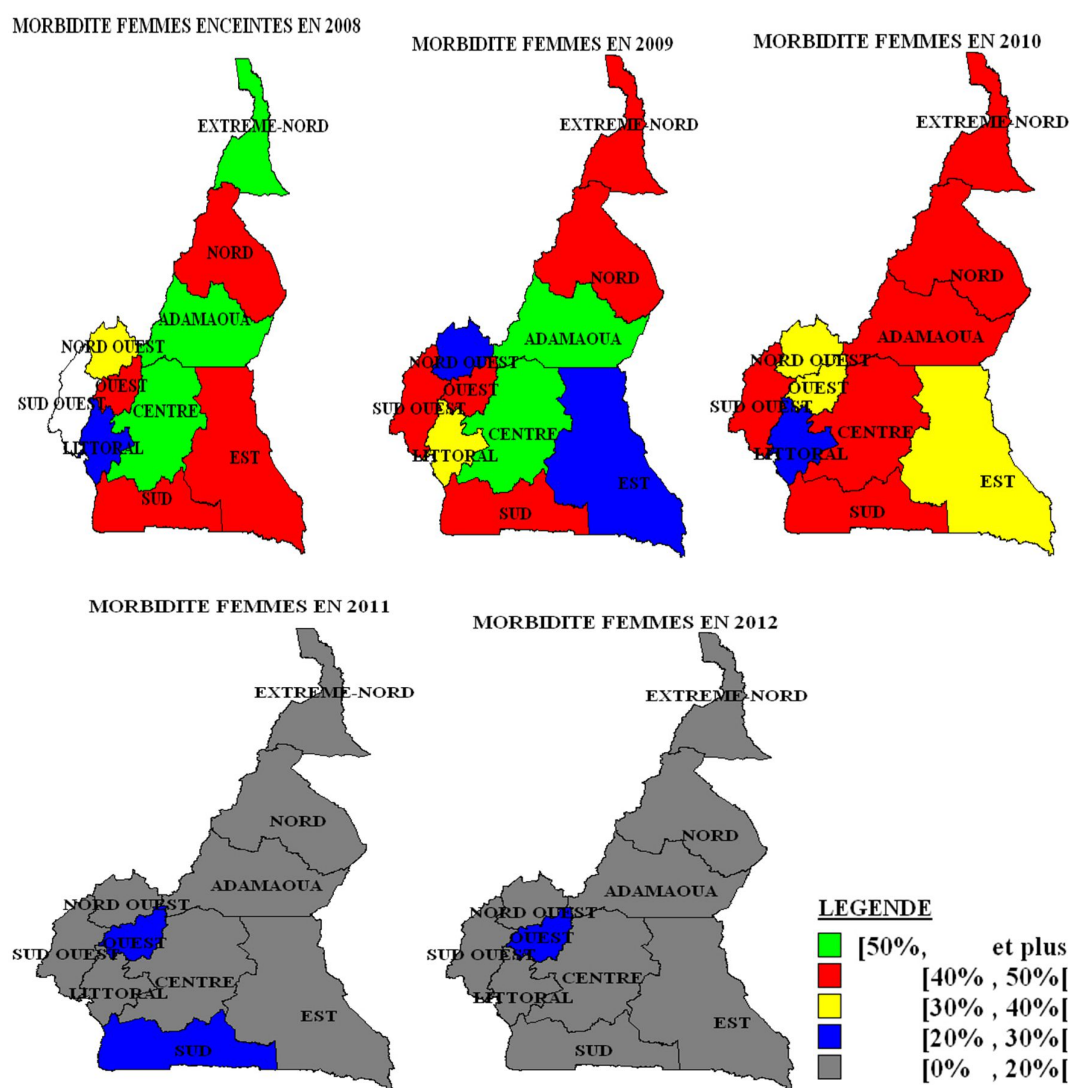 MORBIDITE FEMMES ENCEINTES EN 2008
EXTREME-NORD
NORD
ADAMAOUA
NORD OUEST
OUEST
SUD OUEST
CENTRE
LITTORAL
EST
SUD
MORBIDITE FEMMES EN 2009
EXTREME-NORD
NORD
ADAMAOUA
NORD OUEST
OUEST
SUD OUEST
CENTRE
LITTORAL
EST
SUD
MORBIDITE FEMMES EN 2010
EXTREME-NORD
NORD
ADAMAOUA
NORD OUEST
OUEST
SUD OUEST
CENTRE
LITTORAL
EST
SUD
MORBIDITE FEMMES EN 2011
EXTREME-NORD
NORD
ADAMAOUA
NORD OUEST
OUEST
SUD OUEST
CENTRE
LITTORAL
EST
SUD
MORBIDITE FEMMES EN 2012
EXTREME-NORD
NORD
ADAMAOUA
NORD OUEST
OUEST
SUD OUEST
CENTRE
LITTORAL
EST
SUD
LEGENDE
[50%, et plus
[40% , 50%[
[30% , 40%[
[20% , 30%[
[0% , 20%[